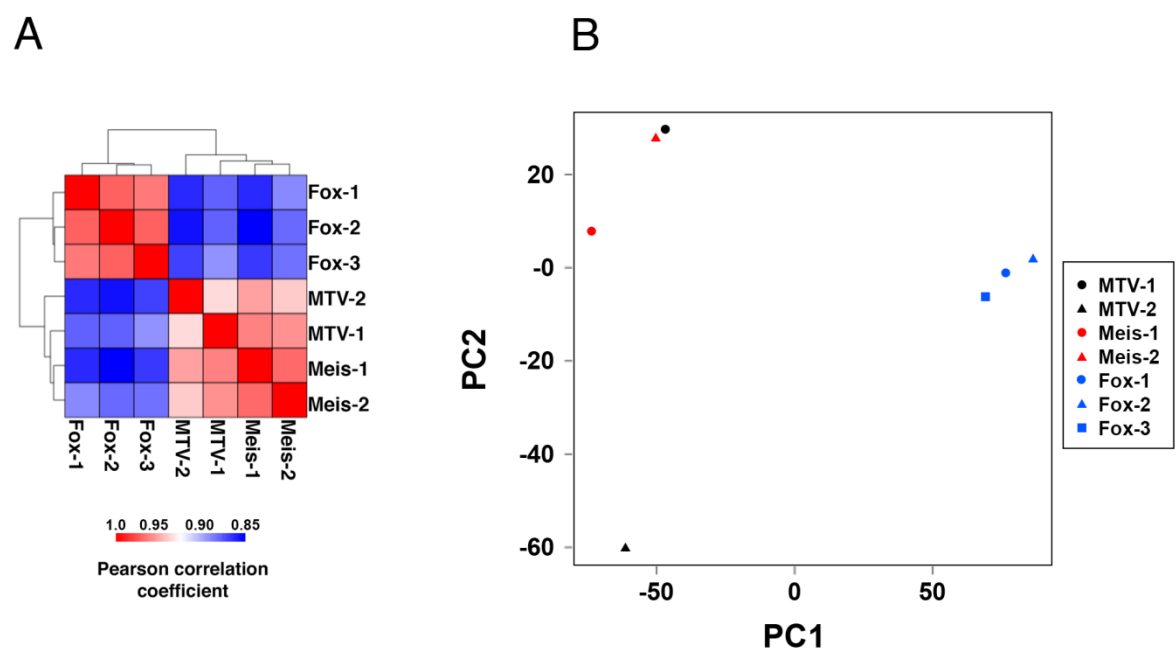 A
Fox-1
Fox-2
Fox-3
MTV-2
MTV-1
Meis-1
Meis-2
Fox-1
Fox-2
Fox-3
MTV-2
MTV-1
Meis-1
Meis-2
1.0 0.95 0.90 0.85
Pearson correlation
coefficient
B
PC2
20
-0
-20
-40
-60
-50 0 50
PC1
MTV-1
MTV-2
Meis-1
Meis-2
Fox-1
Fox-2
Fox-3